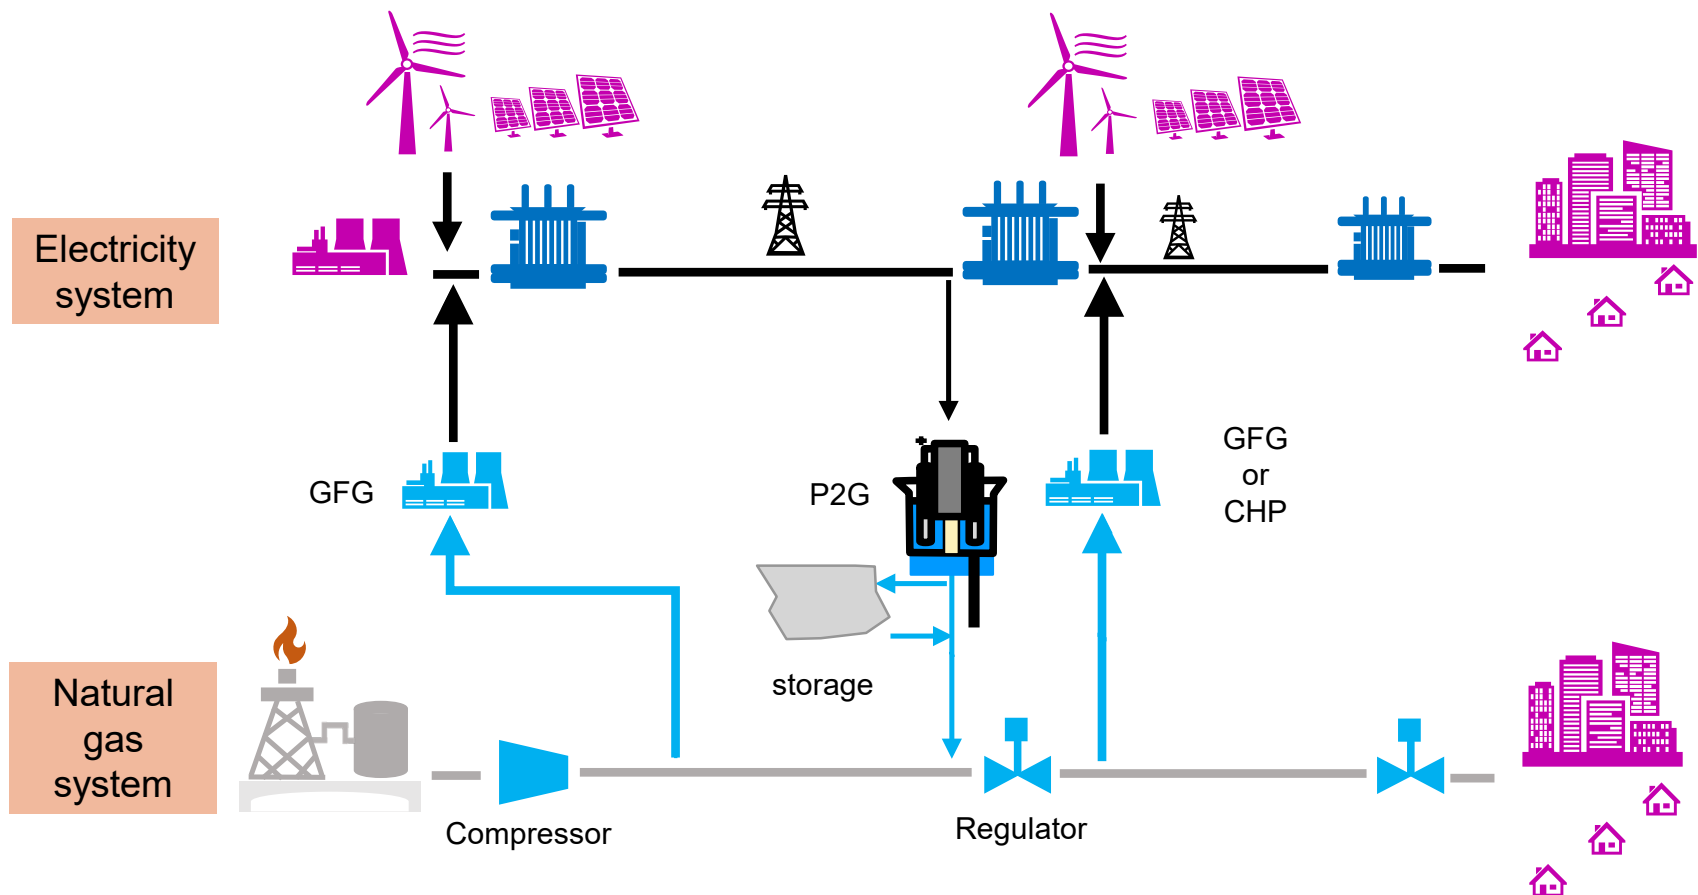 Electricity
system
GFG
P2G
GFG
or
CHP
storage
Natural
gas
system
Compressor
Regulator